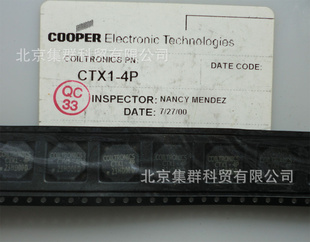 北京集群科贸有限公司
COOPER Electronic Technologies
COILTRONICS PN:
DATE CODE:
CTX1-4P
QC
33
INSPECTOR: NANCY MENDEZ
DATE: 7/27/00
北京集群科贸有限公司